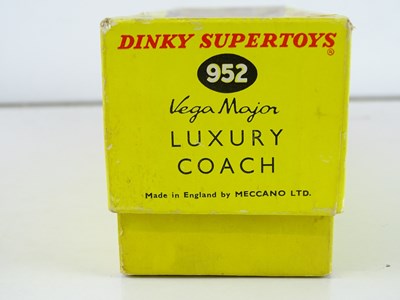 DINKY SUPERTOYS®
952
Vega Major
LUXURY
COACH
Made in England by MECCANO LTD.